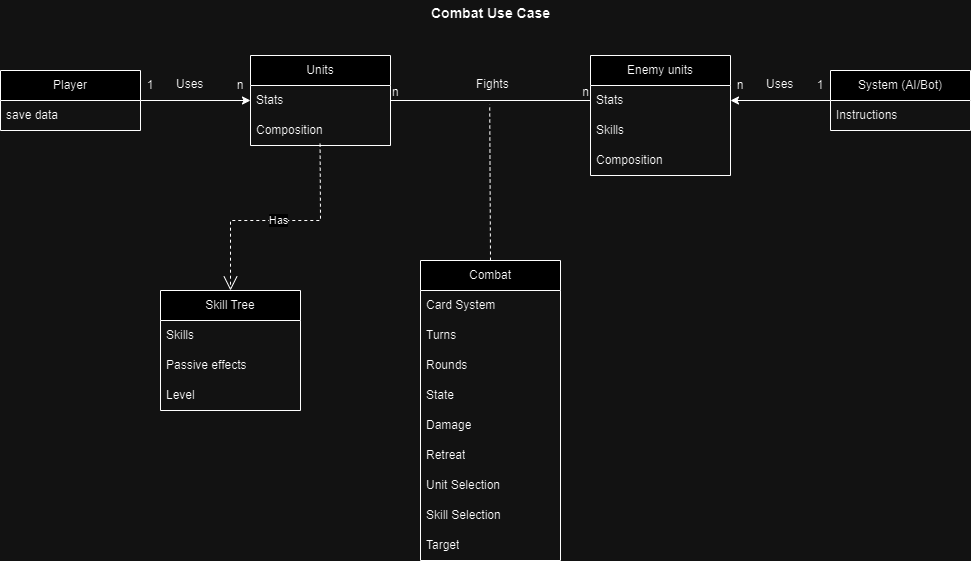 Combat Use Case
Player
save data
1 Uses n
Units
Stats
Composition
n Fights n
Enemy units
Stats
Skills
Composition
n Uses 1
System (AI/Bot)
Instructions
Has
Skill Tree
Skills
Passive effects
Level
Combat
Card System
Turns
Rounds
State
Damage
Retreat
Unit Selection
Skill Selection
Target